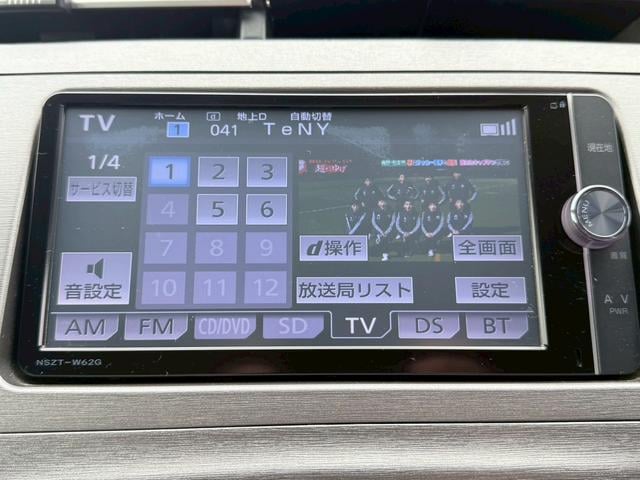 TV ホーム 1 d 地上D 041 自動切替 TeNY
1/4
サービス切替
1 2 3
4 5 6
7 8 9
10 11 12
d操作
全画面
音設定
放送局リスト
設定
AM FM CD/DVD SD TV DS BT
NSZT-W62G
現在地
MENU
画質
AV
PWR